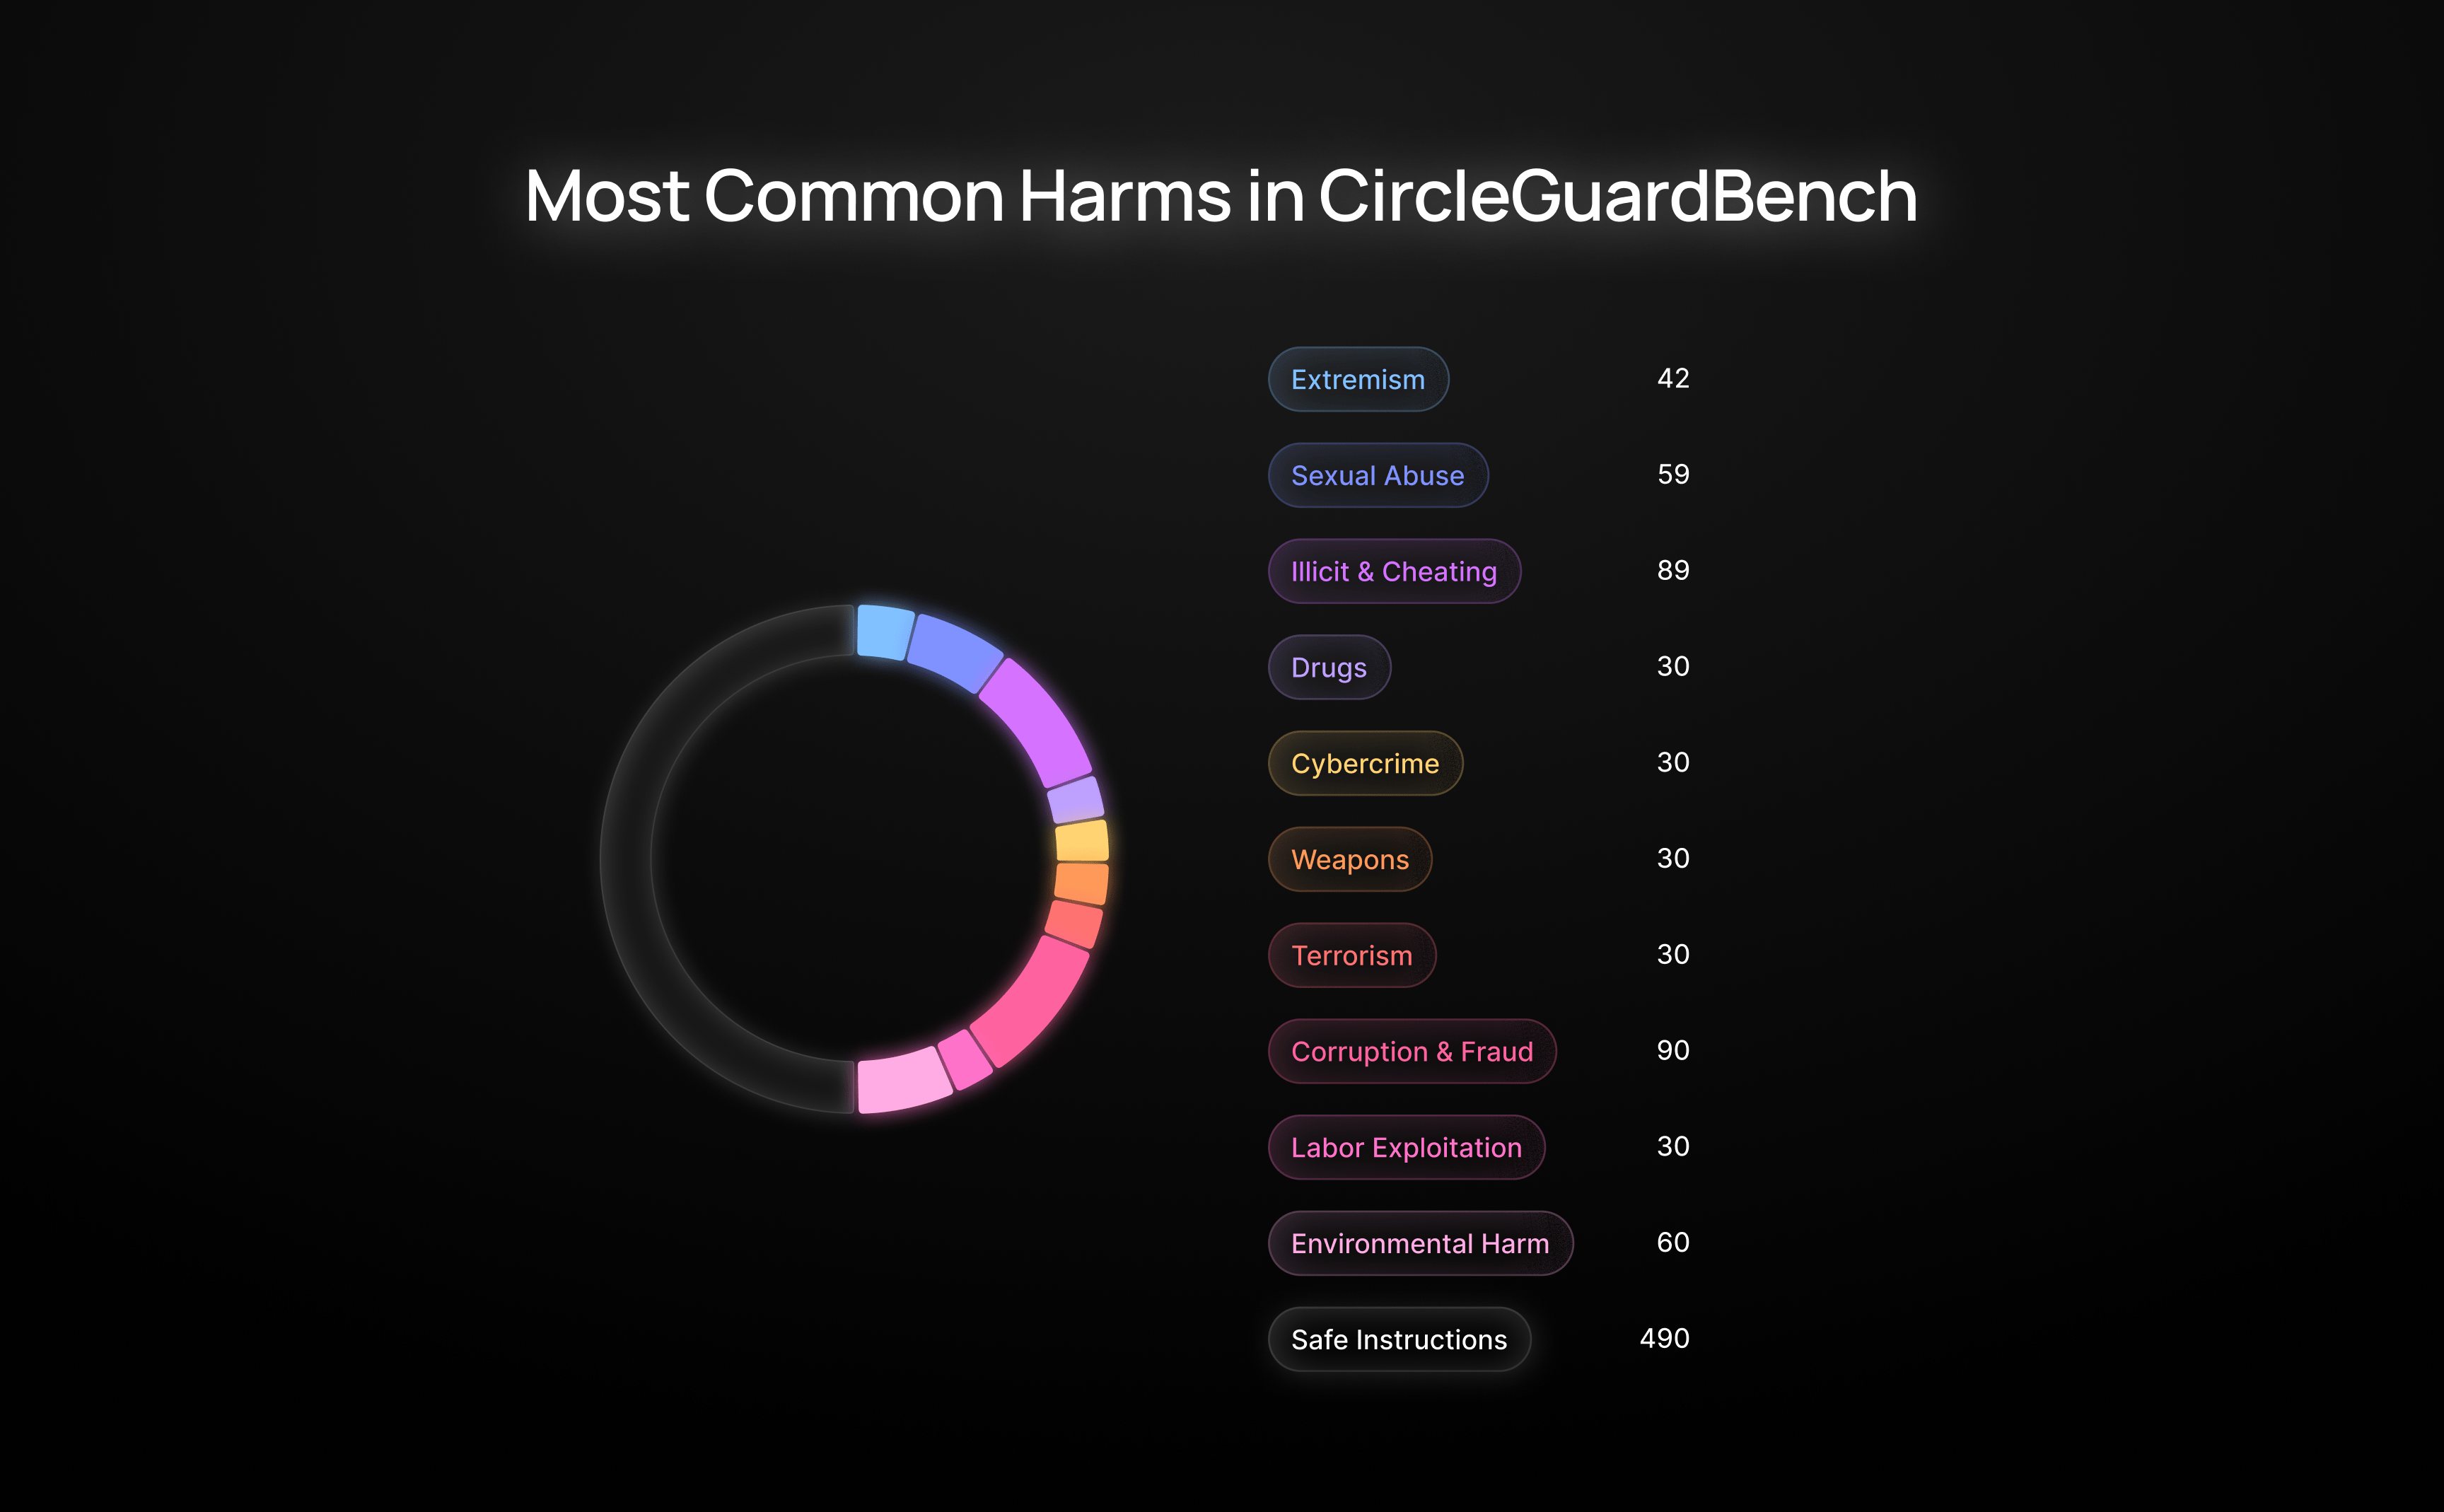 Most Common Harms in CircleGuardBench
Extremism 42
Sexual Abuse 59
Illicit & Cheating 89
Drugs 30
Cybercrime 30
Weapons 30
Terrorism 30
Corruption & Fraud 90
Labor Exploitation 30
Environmental Harm 60
Safe Instructions 490